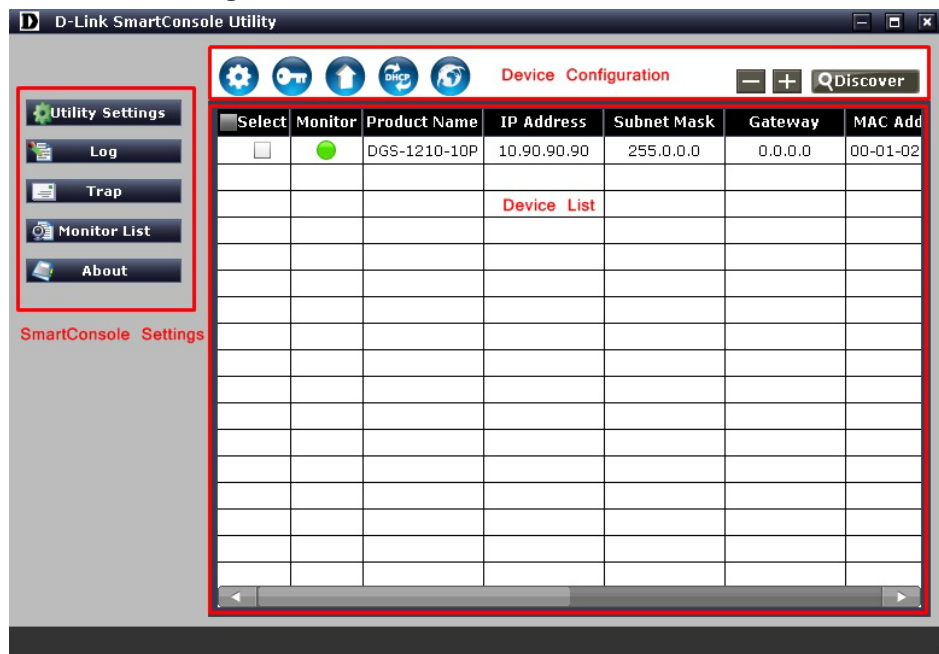 D D-Link SmartConsole Utility
DHCP
Device Configuration
Discover
Utility Settings
Log
Trap
Monitor List
About
SmartConsole Settings
Select Monitor Product Name IP Address Subnet Mask Gateway MAC Add
DGS-1210-10P 10.90.90.90 255.0.0.0 0.0.0.0 00-01-02
Device List